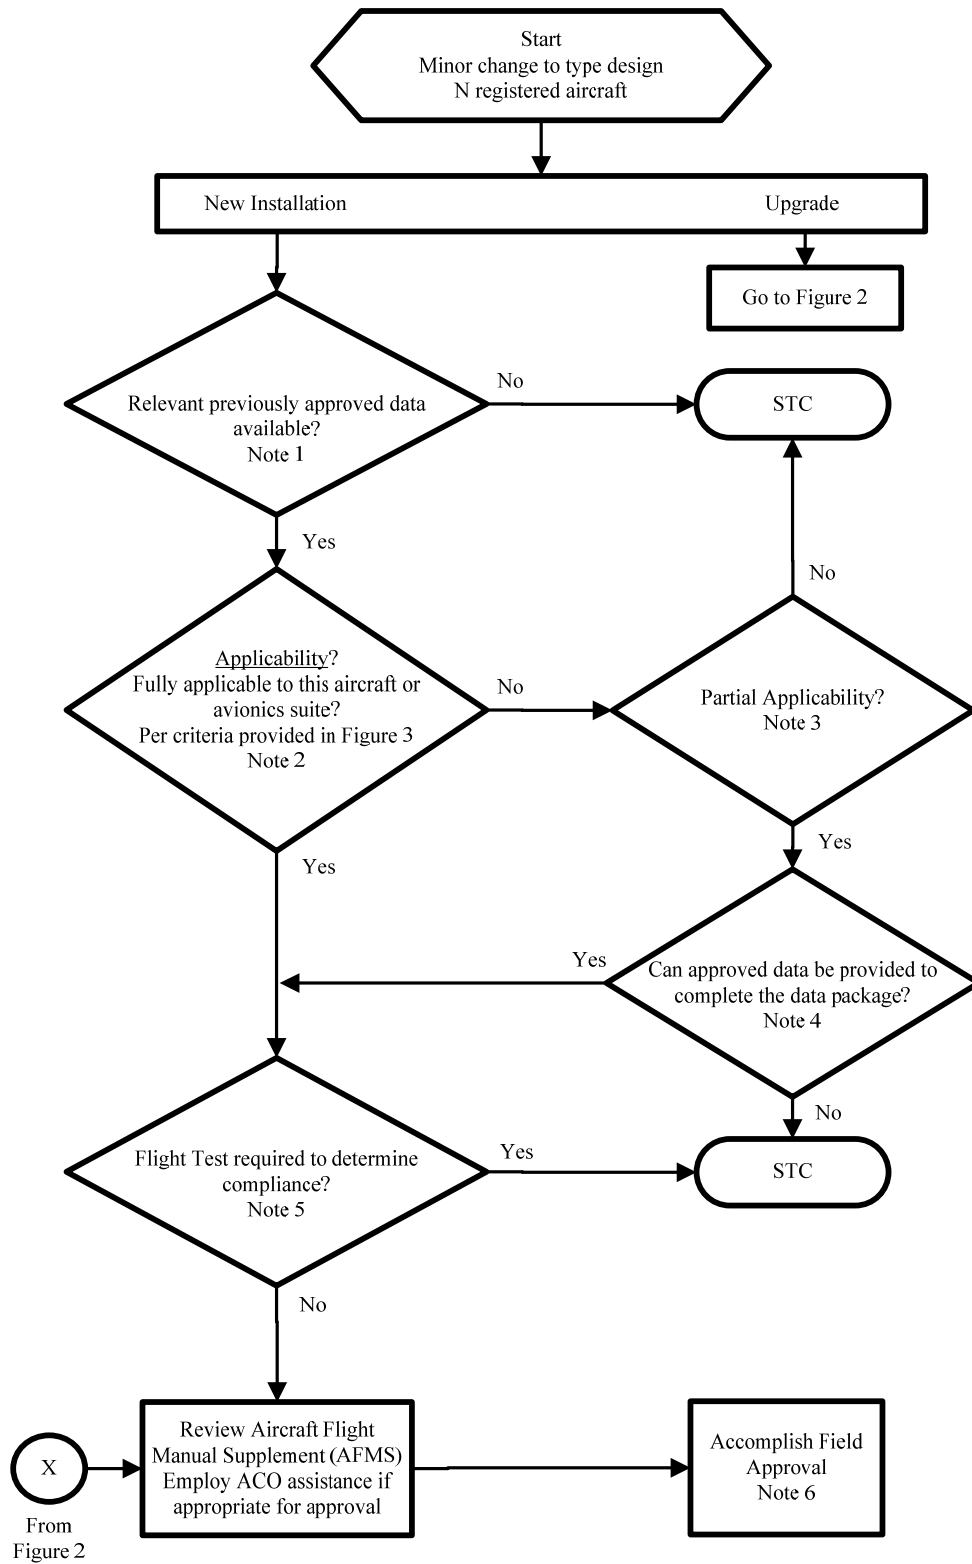 Start
Minor change to type design
N registered aircraft
New Installation
Upgrade
Go to Figure 2
Relevant previously approved data
available?
Note 1
No
STC
Yes
Applicability?
Fully applicable to this aircraft or
avionics suite?
Per criteria provided in Figure 3
Note 2
No
Partial Applicability?
Note 3
No
Yes
Yes
Can approved data be provided to
complete the data package?
Note 4
Yes
No
Flight Test required to determine
compliance?
Note 5
Yes
STC
No
X
From
Figure 2
Review Aircraft Flight
Manual Supplement (AFMS)
Employ ACO assistance if
appropriate for approval
Accomplish Field
Approval
Note 6